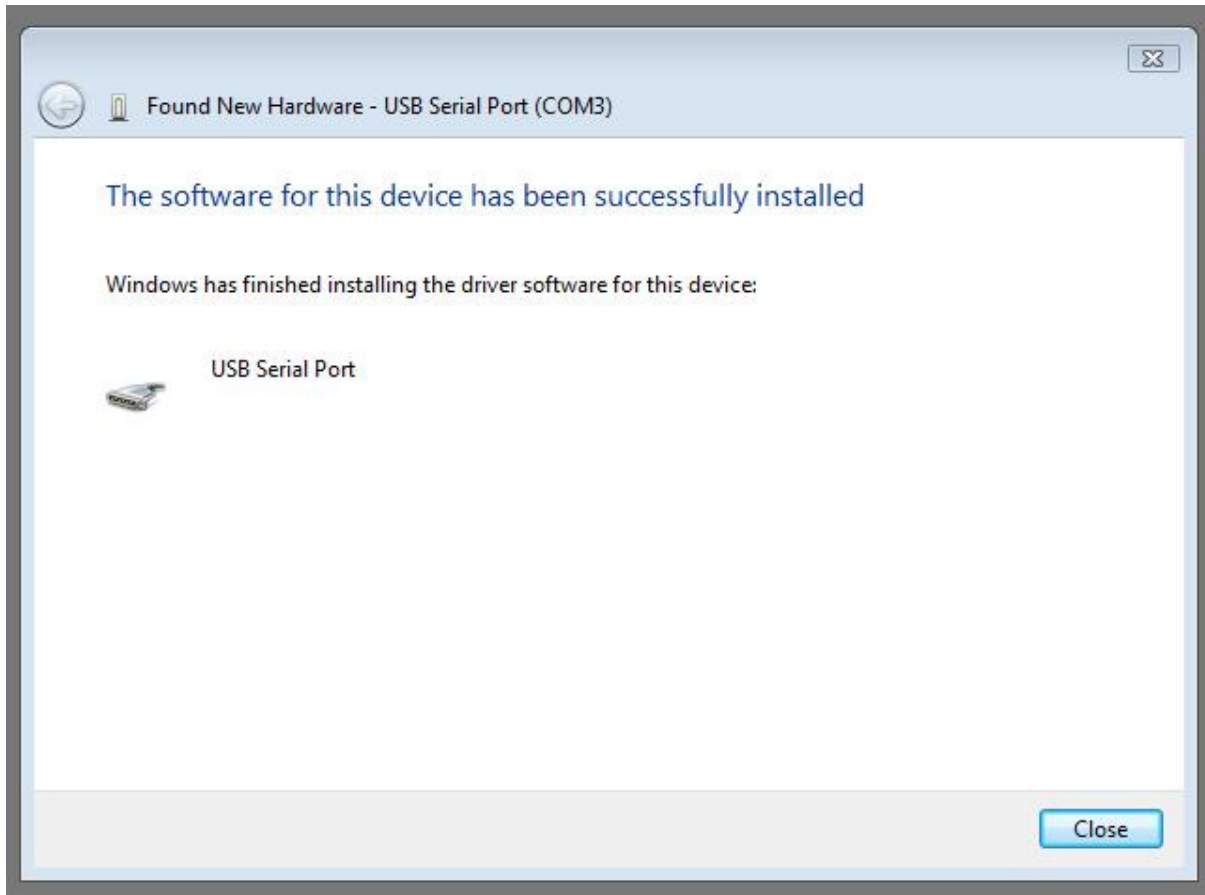 Found New Hardware - USB Serial Port (COM3)
The software for this device has been successfully installed
Windows has finished installing the driver software for this device:
USB Serial Port
Close